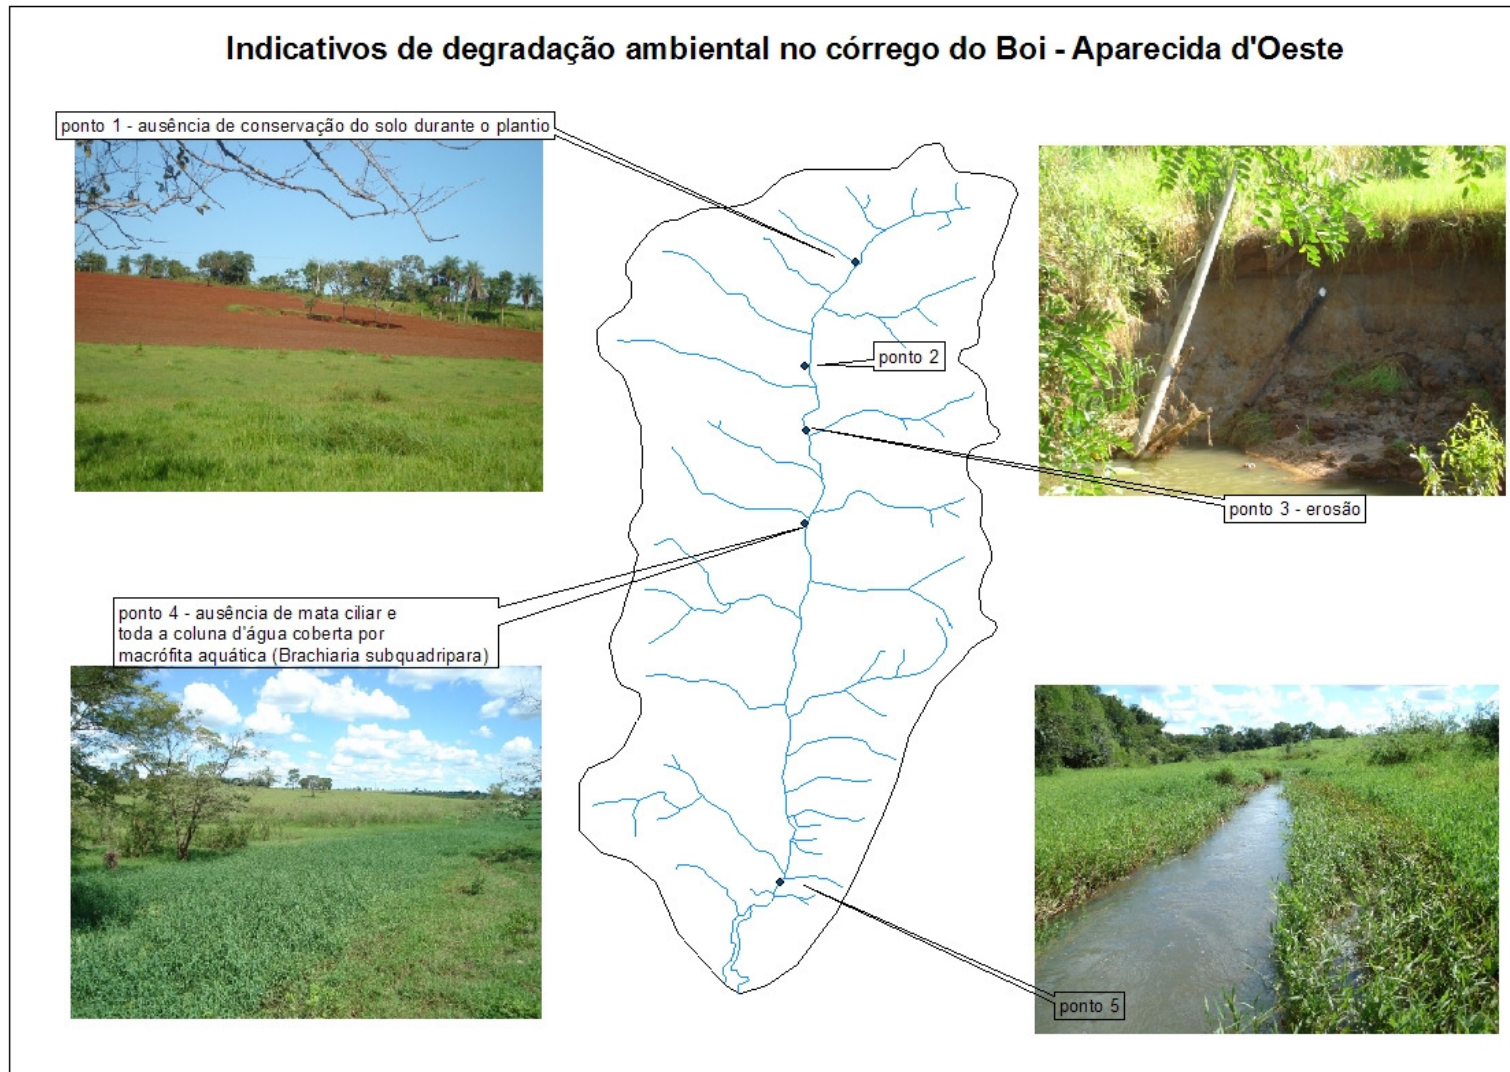 Indicativos de degradação ambiental no córrego do Boi - Aparecida d'Oeste
ponto 1 - ausência de conservação do solo durante o plantio
ponto 2
ponto 3 - erosão
ponto 4 - ausência de mata ciliar e
toda a coluna d'água coberta por
macrófita aquática (Brachiaria subquadripara)
ponto 5